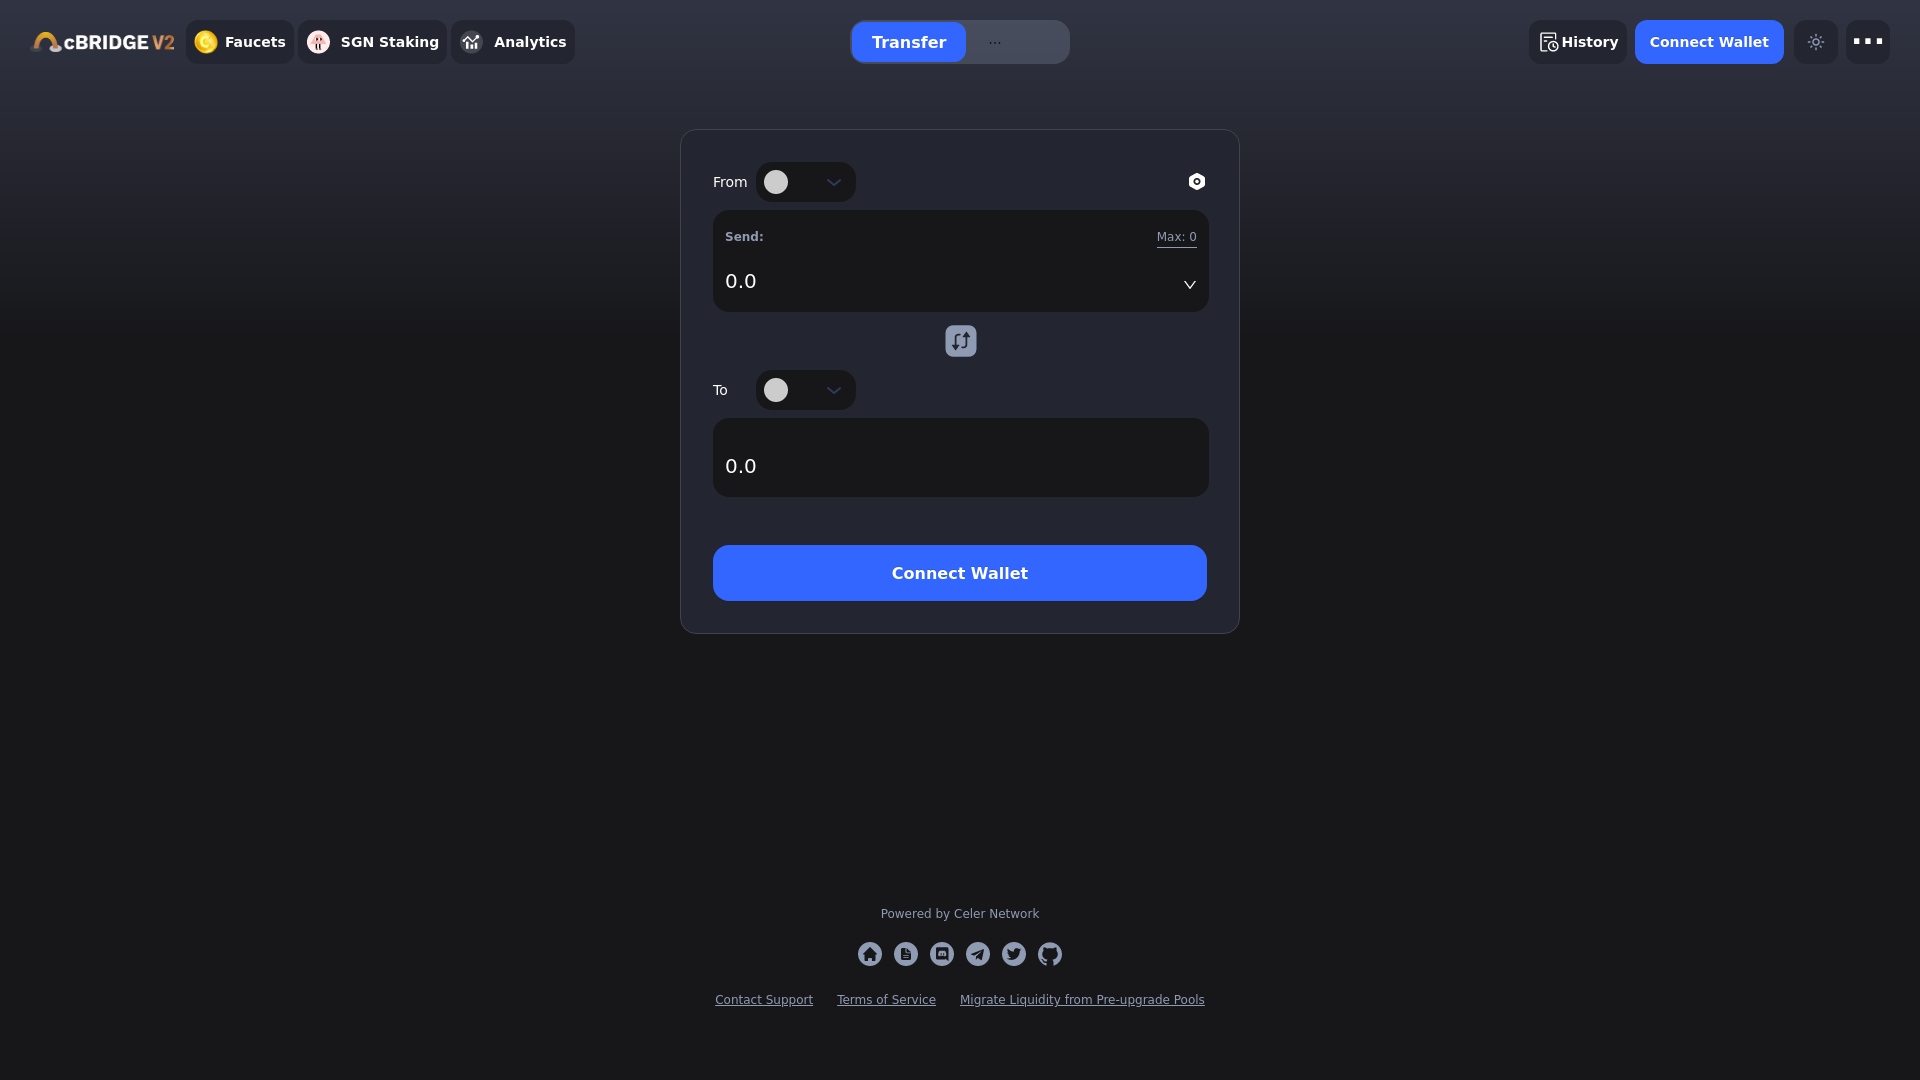 cBRIDGE V2
Faucets
SGN Staking
Analytics
Transfer
...
History
Connect Wallet
From
Send:
Max: 0
0.0
To
0.0
Connect Wallet
Powered by Celer Network
Contact Support
Terms of Service
Migrate Liquidity from Pre-upgrade Pools